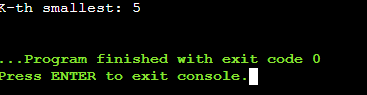 K-th smallest: 5
...Program finished with exit code 0
Press ENTER to exit console.